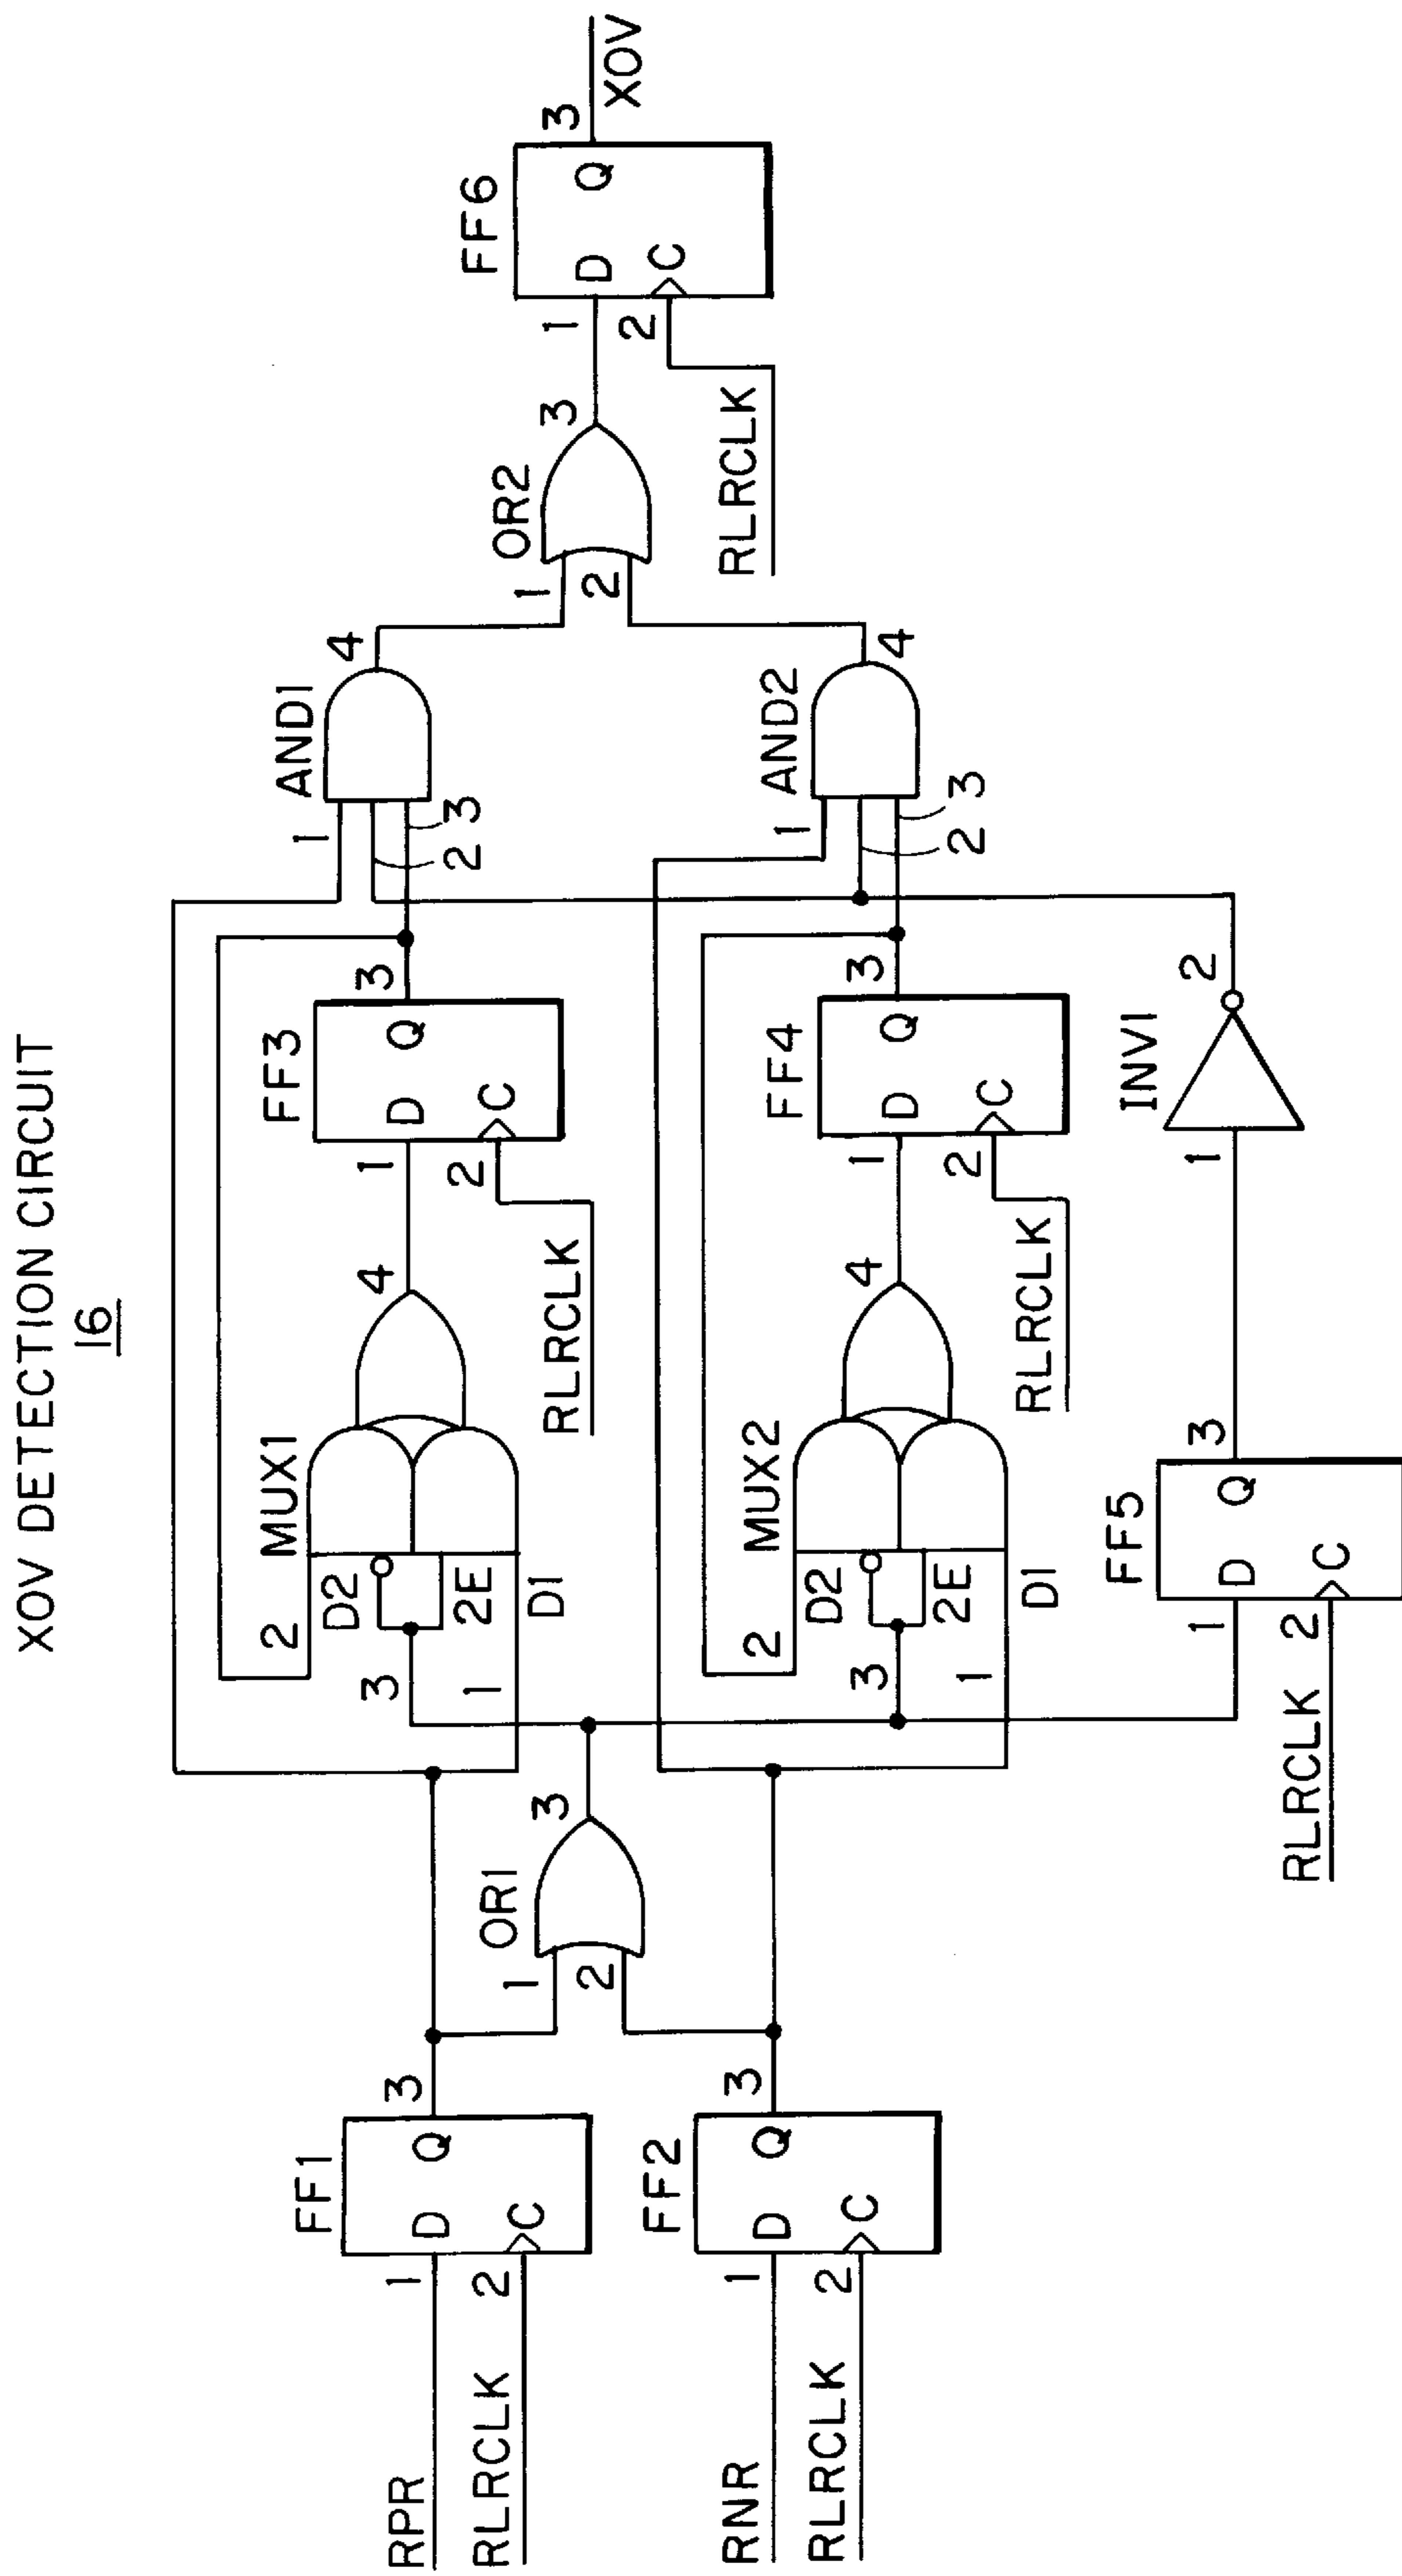 XOV DETECTION CIRCUIT
16
RPR
1
RLRCLK
2
FF1
D
Q
C
3
RNR
1
RLRCLK
2
FF2
D
Q
C
3
OR1
1
2
3
MUX1
2
D2
3
2E
1
D1
4
FF3
1
D
Q
3
2
C
RLRCLK
MUX2
2
D2
3
2E
1
D1
4
FF4
1
D
Q
3
2
C
RLRCLK
FF5
1
D
Q
3
2
C
RLRCLK
INV1
1
2
AND1
1
2
3
4
AND2
1
2
3
4
OR2
1
2
3
FF6
1
D
Q
3
2
C
RLRCLK
XOV